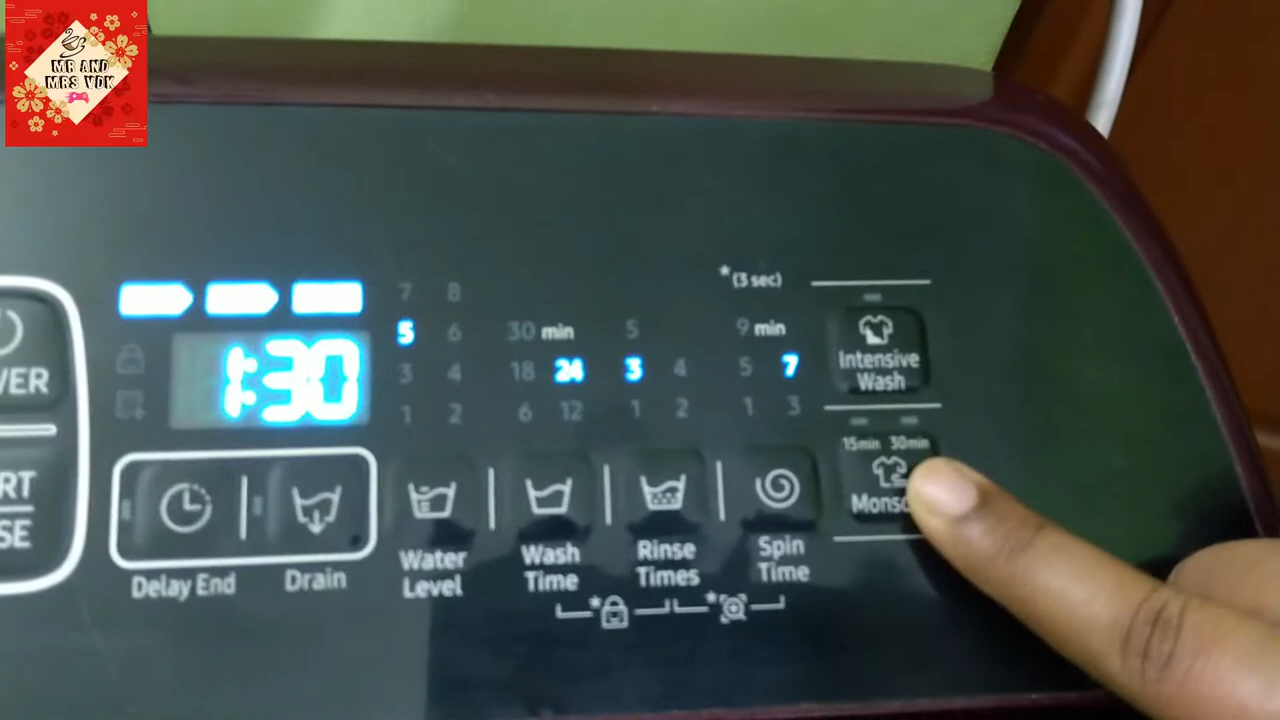 MR AND
MRS VDK
*(3 sec)
7 8
5 6
3 4
1 2
30 min
18 24
6 12
5
3 4
1 2
9 min
5 7
1 3
1:30
Intensive
Wash
15min 30min
Delay End
Drain
Water
Level
Wash
Time
Rinse
Times
Spin
Time